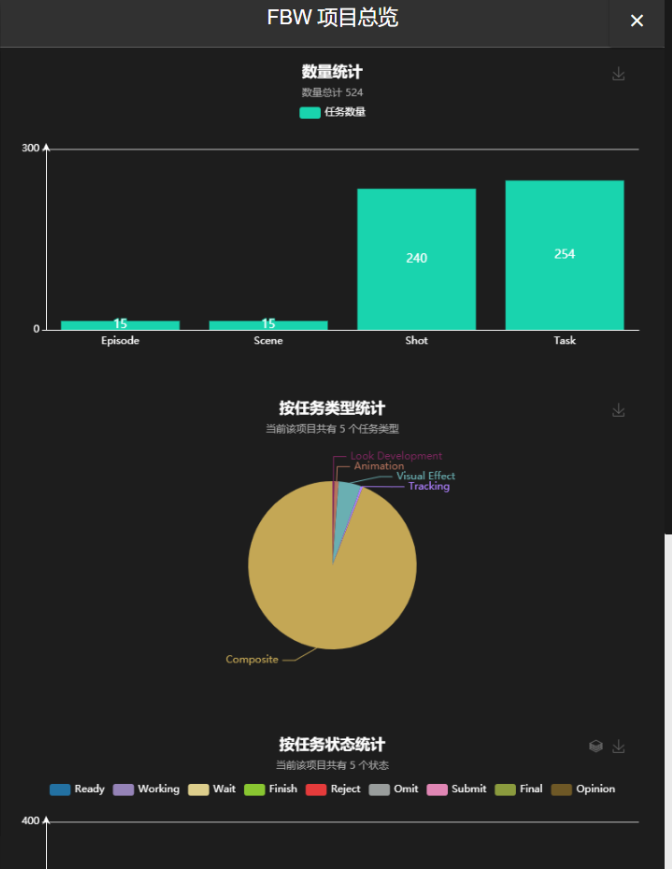 FBW 项目总览
数量统计
数量总计 524
任务数量
300
240
254
15
15
0
Episode
Scene
Shot
Task
按任务类型统计
当前该项目共有 5 个任务类型
Look Development
Animation
Visual Effect
Tracking
Composite
按任务状态统计
当前该项目共有 5 个状态
Ready Working Wait Finish Reject Omit Submit Final Opinion
400